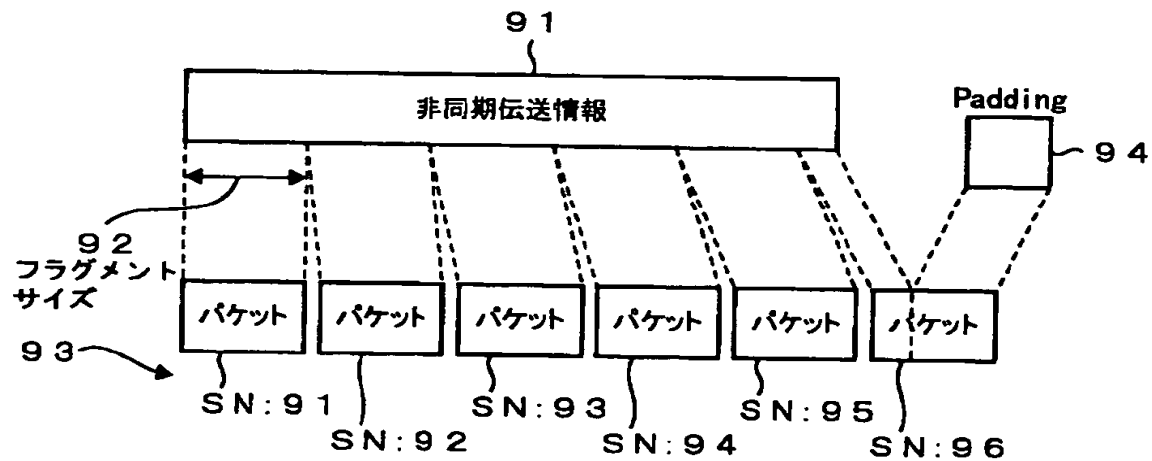 ９１
非同期伝送情報
Padding
９４
９２
フラグメント
サイズ
パケット
パケット
パケット
パケット
パケット
パケット
９３
ＳＮ：９１
ＳＮ：９２
ＳＮ：９３
ＳＮ：９４
ＳＮ：９５
ＳＮ：９６